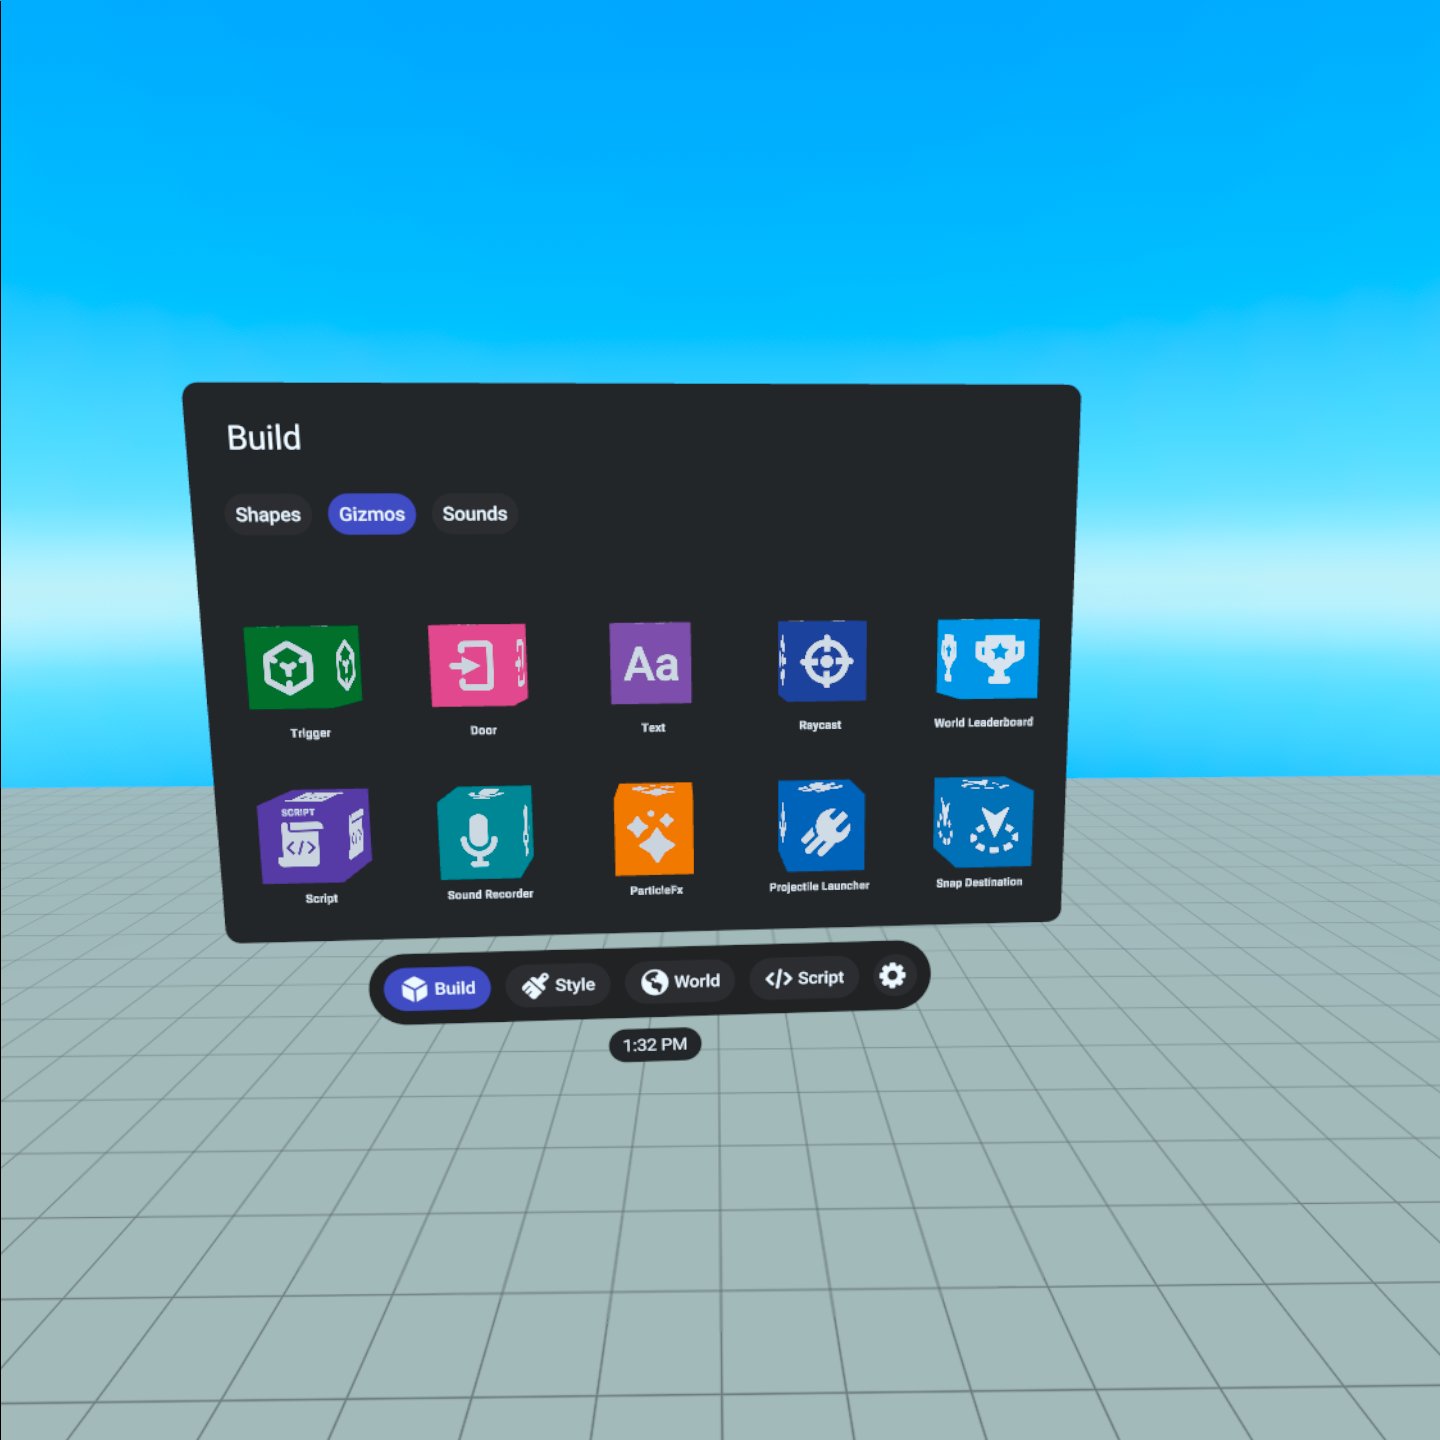 Build
Shapes Gizmos Sounds
Aa
Trigger Door Text Raycast World Leaderboard
SCRIPT
</>
Script Sound Recorder ParticleFx Projectile Launcher Snap Destination
Build Style World </> Script
1:32 PM